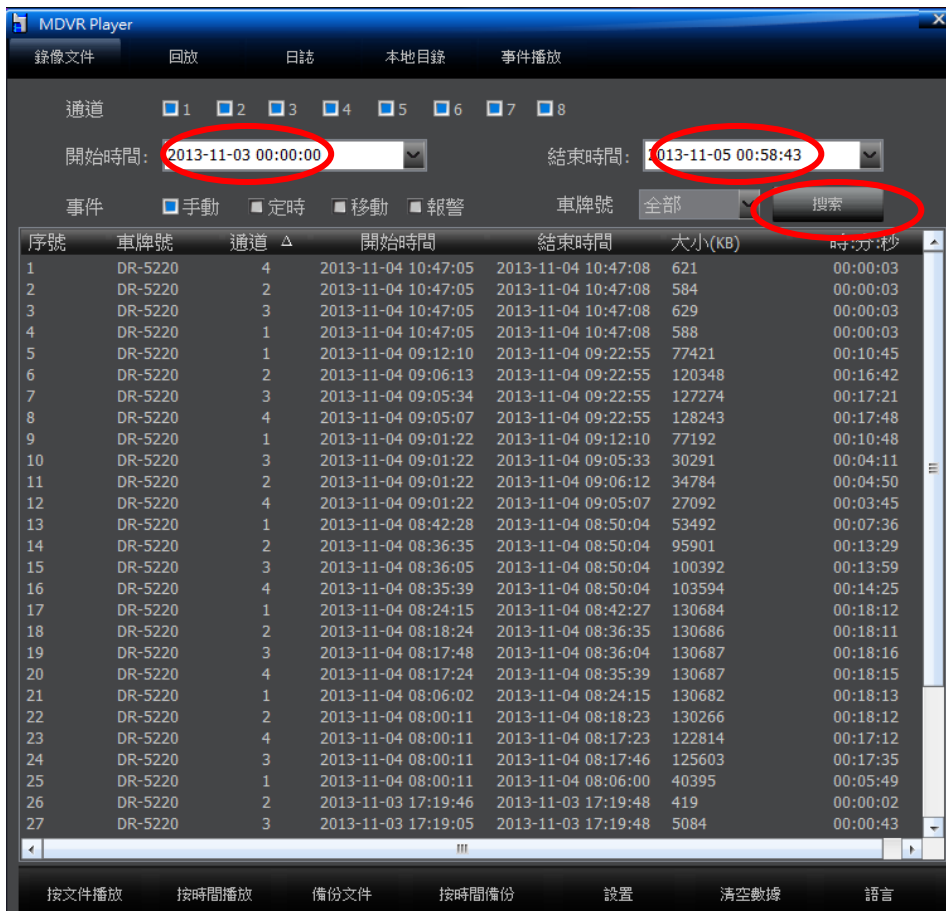 MDVR Player
錄像文件 回放 日誌 本地目錄 事件播放
通道 1 2 3 4 5 6 7 8
開始時間: 2013-11-03 00:00:00 結束時間: 2013-11-05 00:58:43
事件 手動 定時 移動 報警 車牌號 全部 搜索
序號 車牌號 通道 開始時間 結束時間 大小(KB) 時:分:秒
1 DR-5220 4 2013-11-04 10:47:05 2013-11-04 10:47:08 621 00:00:03
2 DR-5220 2 2013-11-04 10:47:05 2013-11-04 10:47:08 584 00:00:03
3 DR-5220 3 2013-11-04 10:47:05 2013-11-04 10:47:08 629 00:00:03
4 DR-5220 1 2013-11-04 10:47:05 2013-11-04 10:47:08 588 00:00:03
5 DR-5220 1 2013-11-04 09:12:10 2013-11-04 09:22:55 77421 00:10:45
6 DR-5220 2 2013-11-04 09:06:13 2013-11-04 09:22:55 120348 00:16:42
7 DR-5220 3 2013-11-04 09:05:34 2013-11-04 09:22:55 127274 00:17:21
8 DR-5220 4 2013-11-04 09:05:07 2013-11-04 09:22:55 128243 00:17:48
9 DR-5220 1 2013-11-04 09:01:22 2013-11-04 09:12:10 77192 00:10:48
10 DR-5220 3 2013-11-04 09:01:22 2013-11-04 09:05:33 30291 00:04:11
11 DR-5220 2 2013-11-04 09:01:22 2013-11-04 09:06:12 34784 00:04:50
12 DR-5220 4 2013-11-04 09:01:22 2013-11-04 09:05:07 27092 00:03:45
13 DR-5220 1 2013-11-04 08:42:28 2013-11-04 08:50:04 53492 00:07:36
14 DR-5220 2 2013-11-04 08:36:35 2013-11-04 08:50:04 95901 00:13:29
15 DR-5220 3 2013-11-04 08:36:05 2013-11-04 08:50:04 100392 00:13:59
16 DR-5220 4 2013-11-04 08:35:39 2013-11-04 08:50:04 103594 00:14:25
17 DR-5220 1 2013-11-04 08:24:15 2013-11-04 08:42:27 130684 00:18:12
18 DR-5220 2 2013-11-04 08:18:24 2013-11-04 08:36:35 130686 00:18:11
19 DR-5220 3 2013-11-04 08:17:48 2013-11-04 08:36:04 130687 00:18:16
20 DR-5220 4 2013-11-04 08:17:24 2013-11-04 08:35:39 130687 00:18:15
21 DR-5220 1 2013-11-04 08:06:02 2013-11-04 08:24:15 130682 00:18:13
22 DR-5220 2 2013-11-04 08:00:11 2013-11-04 08:18:23 130266 00:18:12
23 DR-5220 4 2013-11-04 08:00:11 2013-11-04 08:17:23 122814 00:17:12
24 DR-5220 3 2013-11-04 08:00:11 2013-11-04 08:17:46 125603 00:17:35
25 DR-5220 1 2013-11-04 08:00:11 2013-11-04 08:06:00 40395 00:05:49
26 DR-5220 2 2013-11-03 17:19:46 2013-11-03 17:19:48 419 00:00:02
27 DR-5220 3 2013-11-03 17:19:05 2013-11-03 17:19:48 5084 00:00:43
按文件播放 按時間播放 備份文件 按時間備份 設置 清空數據 語言